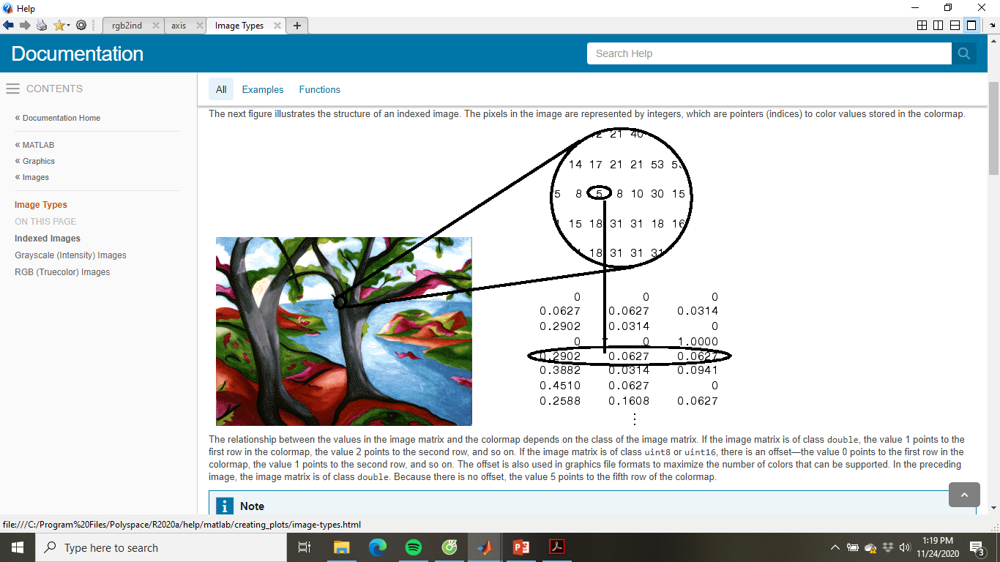 Help
rgb2ind
axis
Image Types
Documentation
Search Help
CONTENTS
All Examples Functions
« Documentation Home
« MATLAB
« Graphics
« Images
Image Types
ON THIS PAGE
Indexed Images
Grayscale (Intensity) Images
RGB (Truecolor) Images
The next figure illustrates the structure of an indexed image. The pixels in the image are represented by integers, which are pointers (indices) to color values stored in the colormap.
2 21 40
14 17 21 21 53 53
5 8 5 8 10 30 15
15 18 31 31 18 16
18 31 31 31
0 0 0
0.0627 0.0627 0.0314
0.2902 0.0314 0
0 0 1.0000
0.2902 0.0627 0.0627
0.3882 0.0314 0.0941
0.4510 0.0627 0
0.2588 0.1608 0.0627
⋮
The relationship between the values in the image matrix and the colormap depends on the class of the image matrix. If the image matrix is of class double, the value 1 points to the
first row in the colormap, the value 2 points to the second row, and so on. If the image matrix is of class uint8 or uint16, there is an offset—the value 0 points to the first row in the
colormap, the value 1 points to the second row, and so on. The offset is also used in graphics file formats to maximize the number of colors that can be supported. In the preceding
image, the image matrix is of class double. Because there is no offset, the value 5 points to the fifth row of the colormap.
i Note
file:///C:/Program%20Files/Polyspace/R2020a/help/matlab/creating_plots/image-types.html
Type here to search
1:19 PM
11/24/2020
3